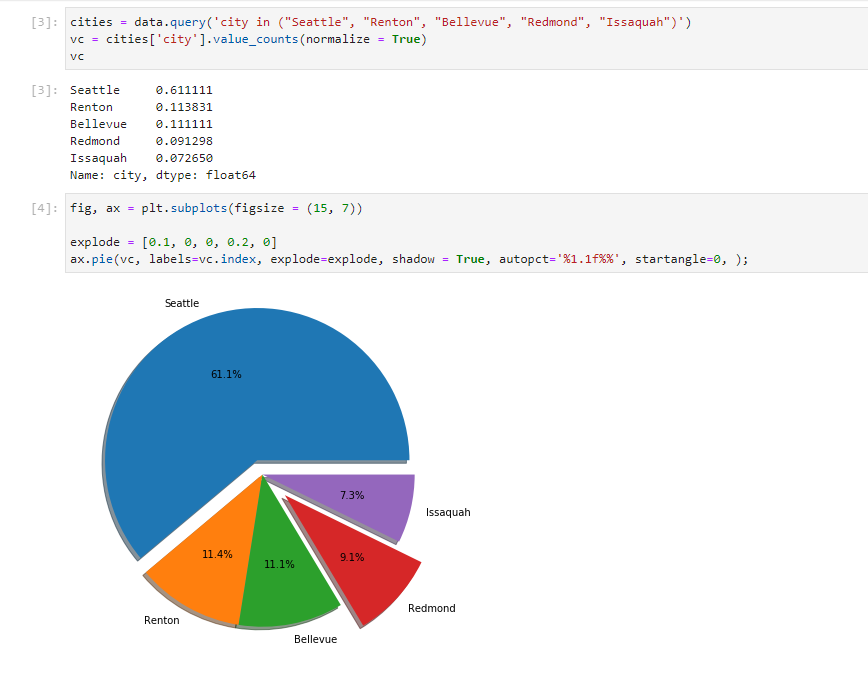 [3]: cities = data.query('city in ("Seattle", "Renton", "Bellevue", "Redmond", "Issaquah")')
vc = cities['city'].value_counts(normalize = True)
vc
[3]: Seattle     0.611111
Renton      0.113831
Bellevue    0.111111
Redmond     0.091298
Issaquah    0.072650
Name: city, dtype: float64
[4]: fig, ax = plt.subplots(figsize = (15, 7))
explode = [0.1, 0, 0, 0.2, 0]
ax.pie(vc, labels=vc.index, explode=explode, shadow = True, autopct='%1.1f%%', startangle=0, );
Seattle
61.1%
7.3%
Issaquah
11.4%
11.1%
9.1%
Redmond
Renton
Bellevue